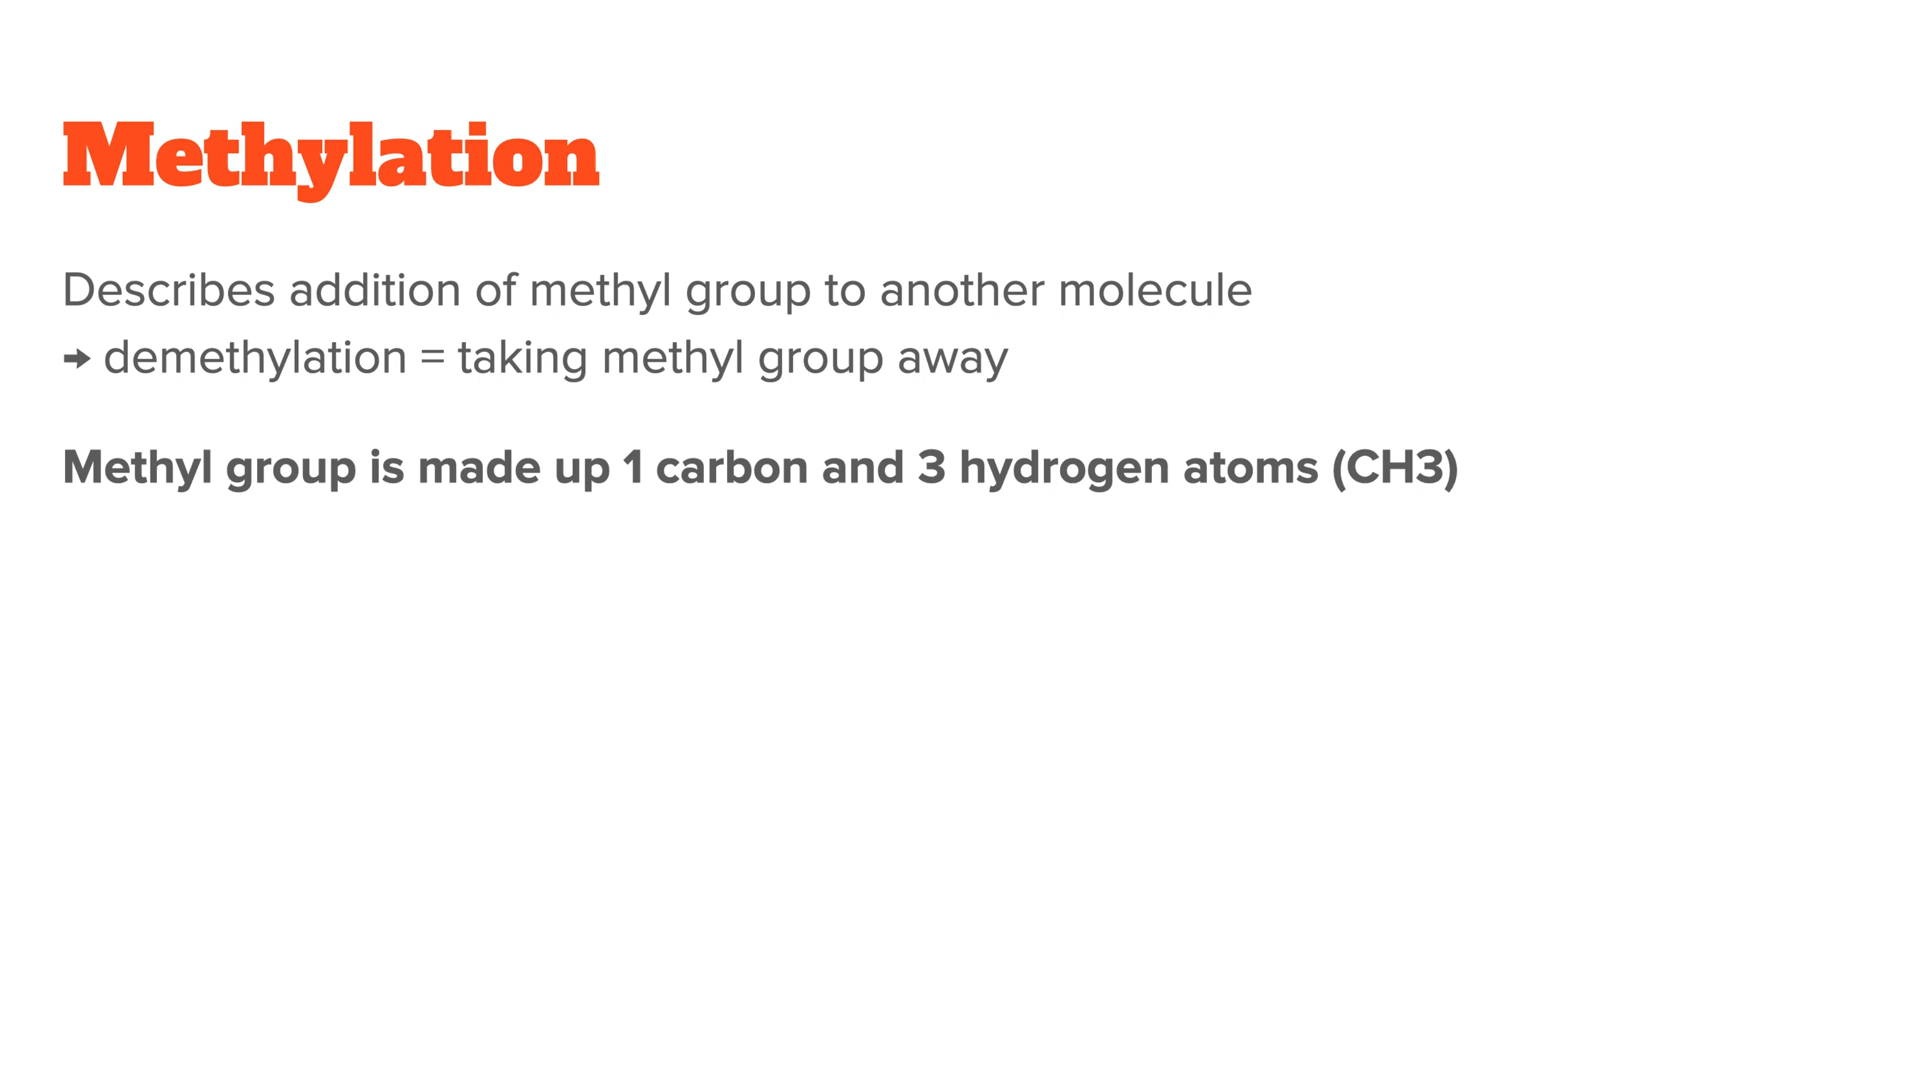 Methylation
Describes addition of methyl group to another molecule
➡ demethylation = taking methyl group away
Methyl group is made up 1 carbon and 3 hydrogen atoms (CH3)